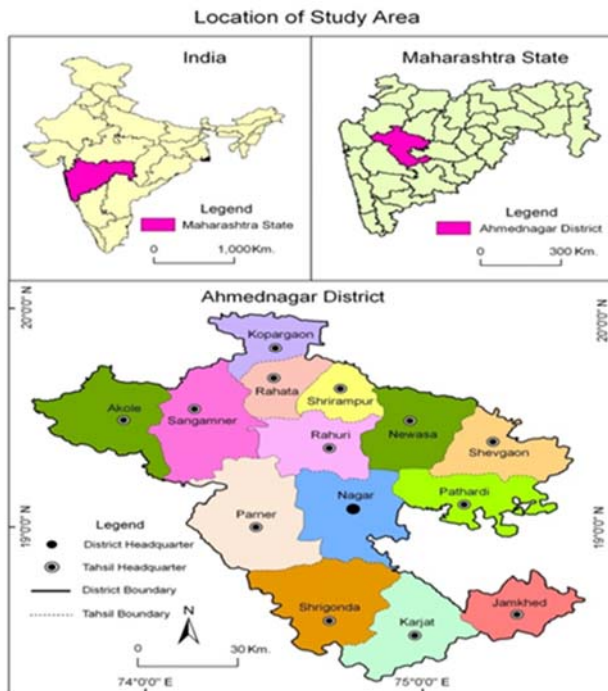 Location of Study Area
India
Legend
Maharashtra State
0 1,000 Km.
Maharashtra State
Legend
Ahmednagar District
0 300 Km.
Ahmednagar District
20°0'0" N
20°0'0" N
Kopargaon
Rahata
Shrirampur
Akole
Sangamner
Newasa
Rahuri
Shevgaon
Nagar
Pathardi
Parner
19°0'0" N
19°0'0" N
Legend
District Headquarter
Tahsil Headquarter
District Boundary
Tahsil Boundary
Shrigonda
Jamkhed
Karjat
N
0 30 Km.
74°0'0" E
75°0'0" E